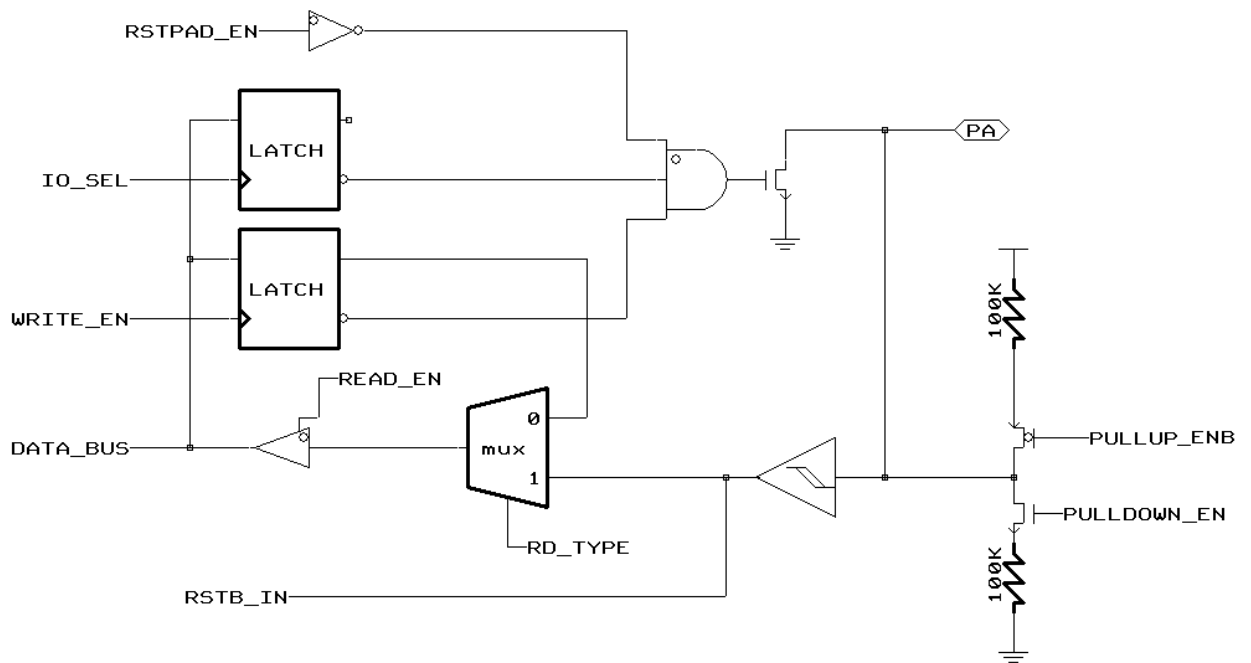 RSTPAD_EN
PA
LATCH
IO_SEL
LATCH
WRITE_EN
100K
READ_EN
DATA_BUS
mux
0
1
PULLUP_ENB
PULLDOWN_EN
RD_TYPE
100K
RSTB_IN